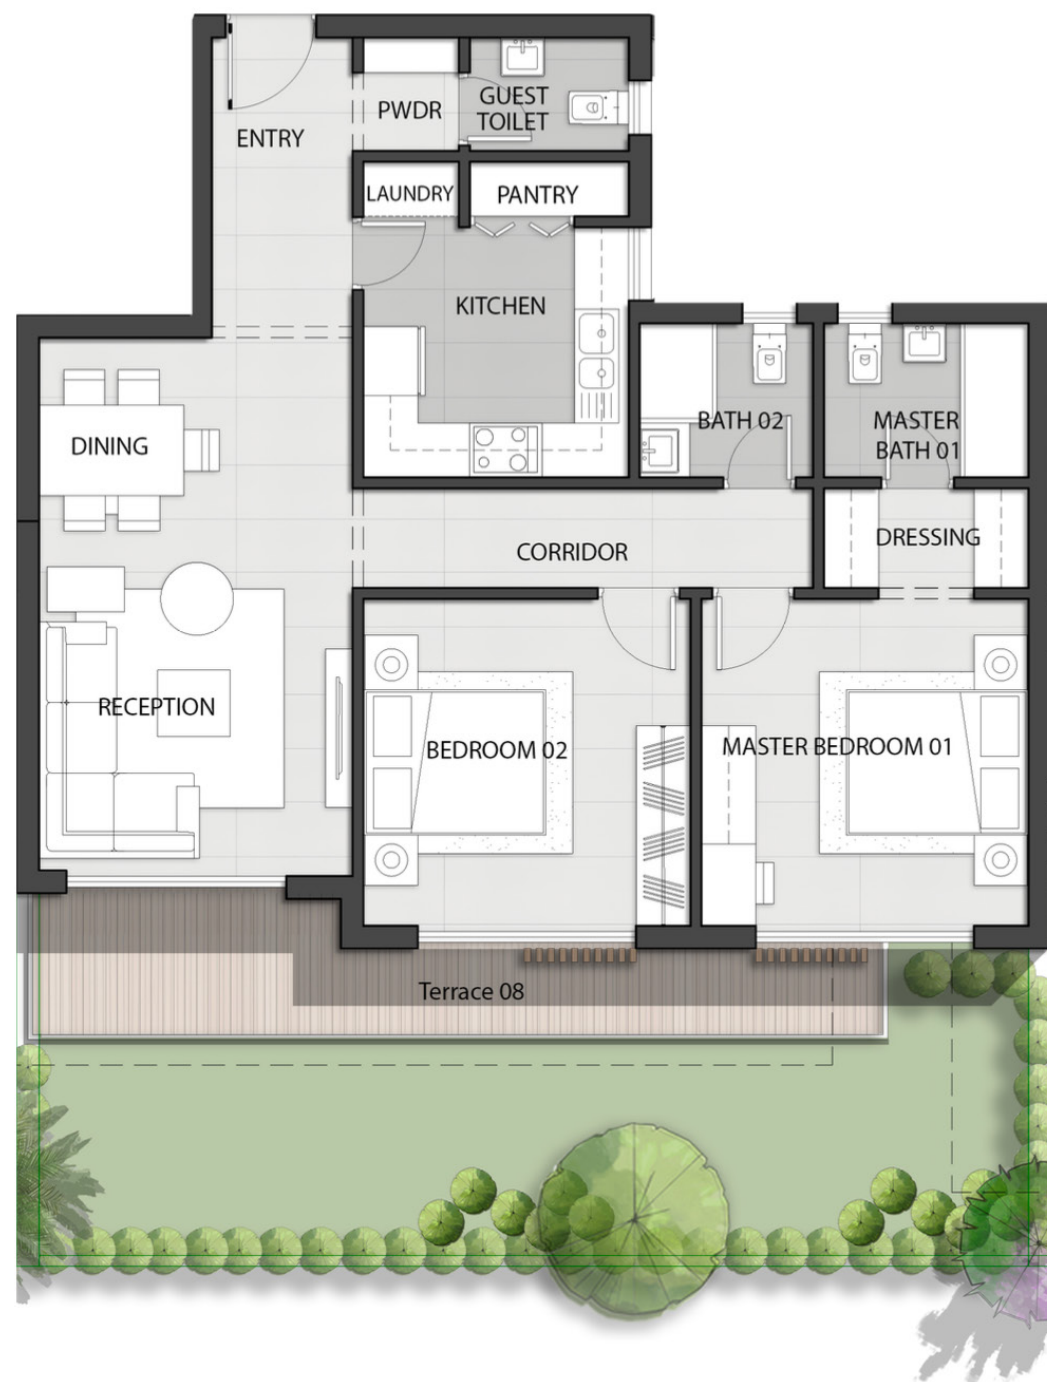 PWDR
GUEST
TOILET
ENTRY
LAUNDRY
PANTRY
KITCHEN
DINING
BATH 02
MASTER
BATH 01
CORRIDOR
DRESSING
RECEPTION
BEDROOM 02
MASTER BEDROOM 01
Terrace 08